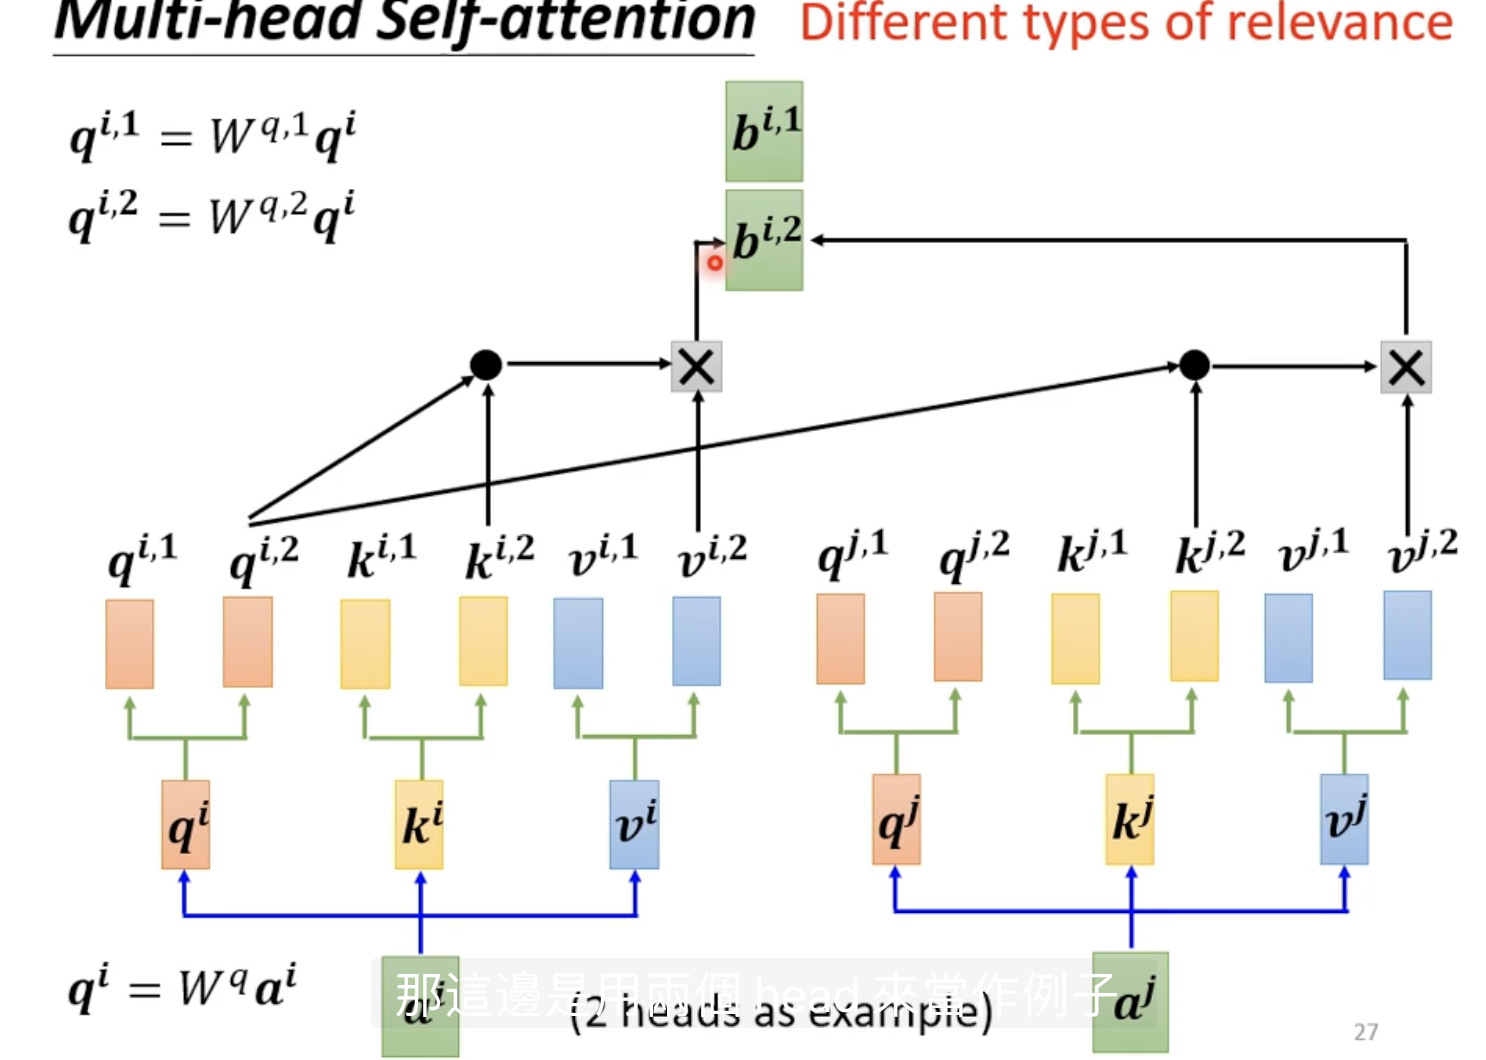 Multi-head Self-attention Different types of relevance
q^{i,1} = W^{q,1} q^i
q^{i,2} = W^{q,2} q^i
b^{i,1}
b^{i,2}
q^{i,1} q^{i,2} k^{i,1} k^{i,2} v^{i,1} v^{i,2} q^{j,1} q^{j,2} k^{j,1} k^{j,2} v^{j,1} v^{j,2}
q^i k^i v^i q^j k^j v^j
q^i = W^q a^i
a^i (2 heads as example) a^j
那這邊是用兩個 head 來當作例子
27